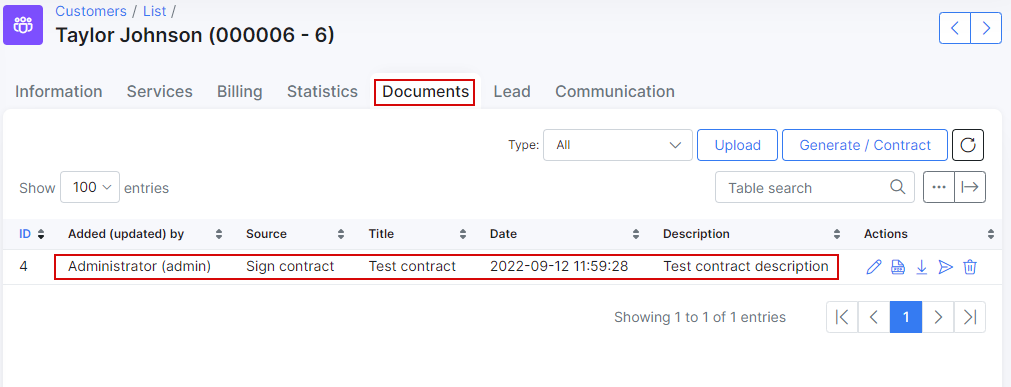 Customers / List /
Taylor Johnson (000006 - 6)
Information Services Billing Statistics Documents Lead Communication
Type: All Upload Generate / Contract
Show 100 entries Table search ...
ID Added (updated) by Source Title Date Description Actions
4 Administrator (admin) Sign contract Test contract 2022-09-12 11:59:28 Test contract description PDF
Showing 1 to 1 of 1 entries 1